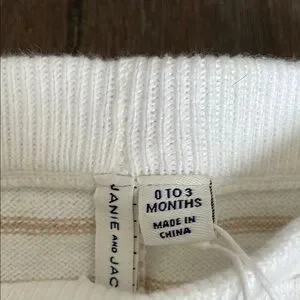 JANIE AND JAC
0 TO 3
MONTHS
MADE IN
CHINA